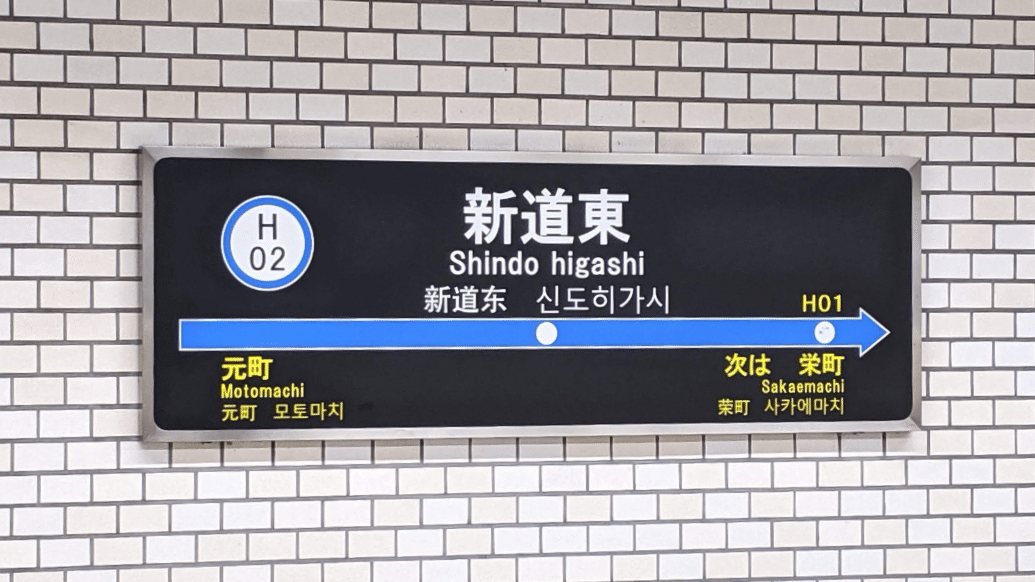 H
02
新道東
Shindo higashi
新道东 신도히가시
H01
元町
Motomachi
元町 모토마치
次は 栄町
Sakaemachi
荣町 사카에마치